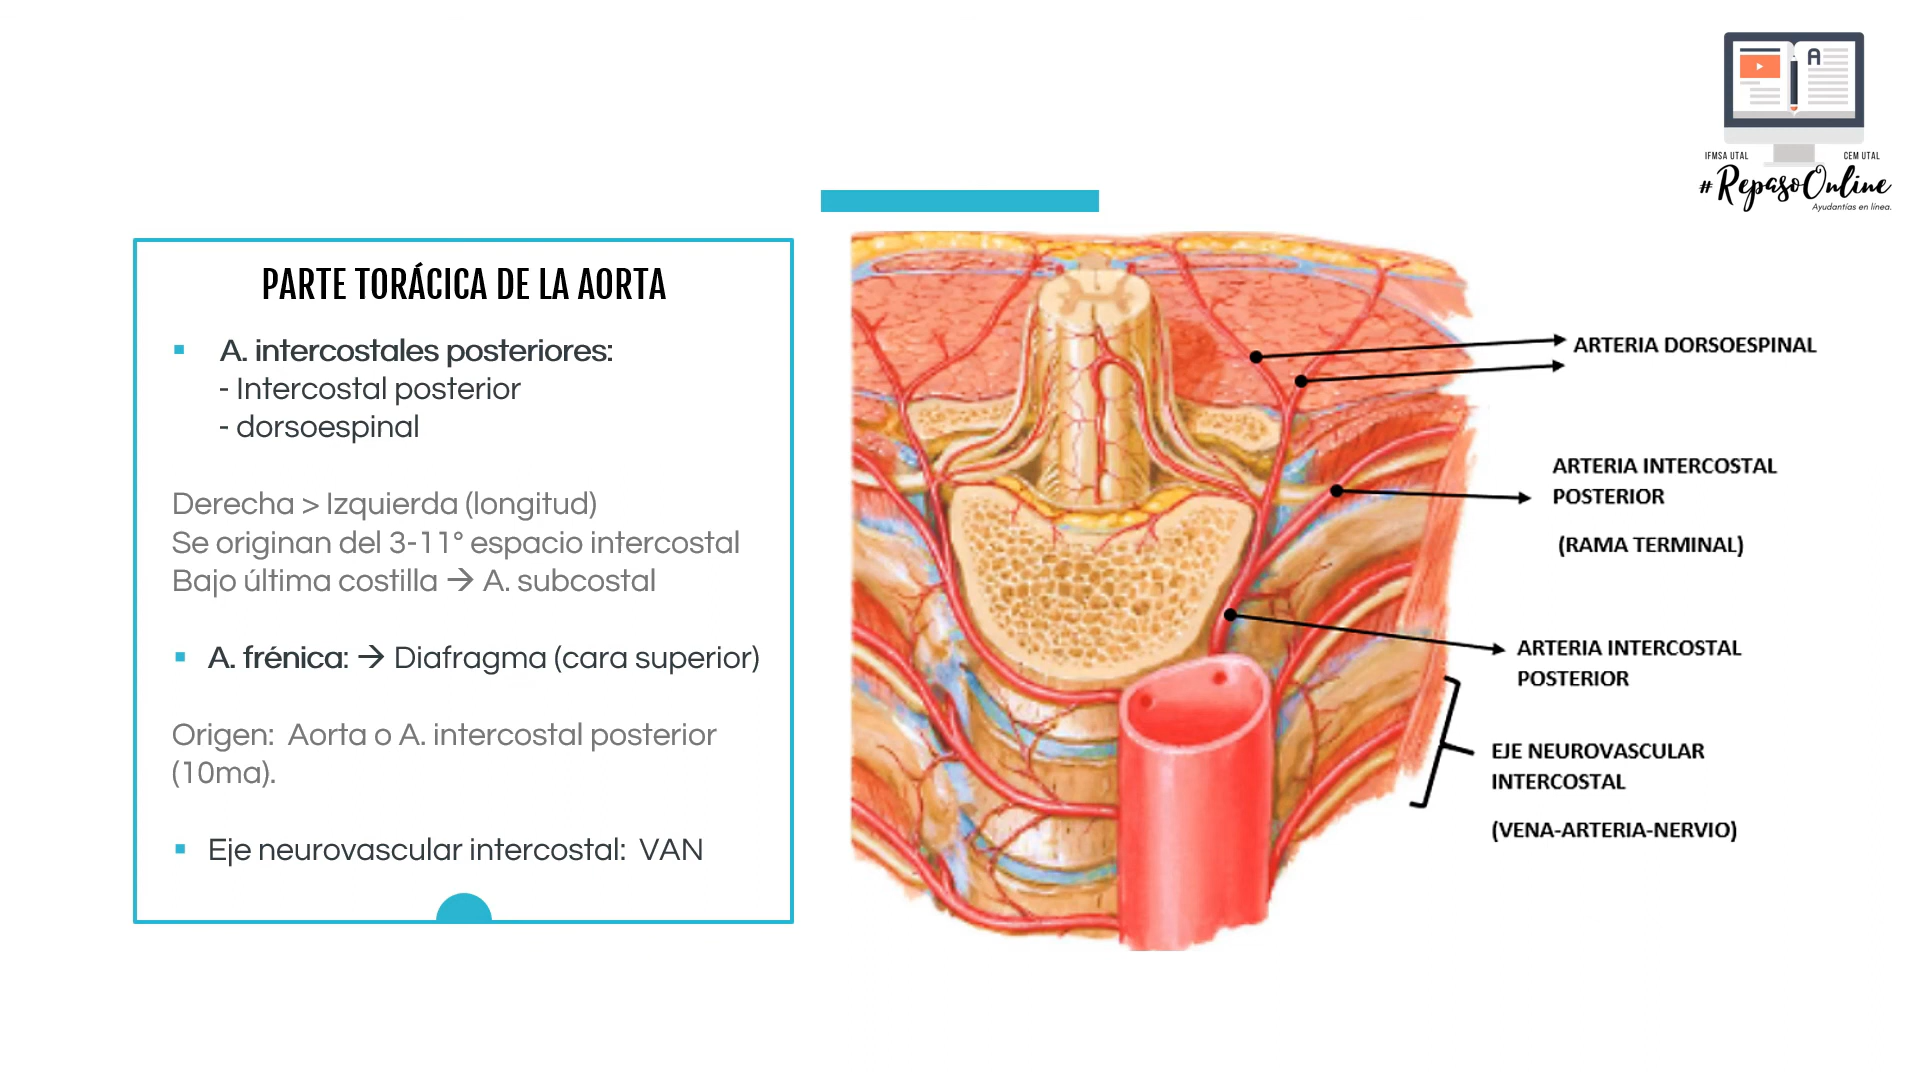 A
IFMSA UTAL
CEM UTAL
#RepasoOnline
Ayudantías en línea.
PARTE TORÁCICA DE LA AORTA
▪ A. intercostales posteriores:
- Intercostal posterior
- dorsoespinal
Derecha > Izquierda (longitud)
Se originan del 3-11° espacio intercostal
Bajo última costilla → A. subcostal
▪ A. frénica: → Diafragma (cara superior)
Origen: Aorta o A. intercostal posterior
(10ma).
▪ Eje neurovascular intercostal: VAN
ARTERIA DORSOESPINAL
ARTERIA INTERCOSTAL
POSTERIOR
(RAMA TERMINAL)
ARTERIA INTERCOSTAL
POSTERIOR
EJE NEUROVASCULAR
INTERCOSTAL
(VENA-ARTERIA-NERVIO)